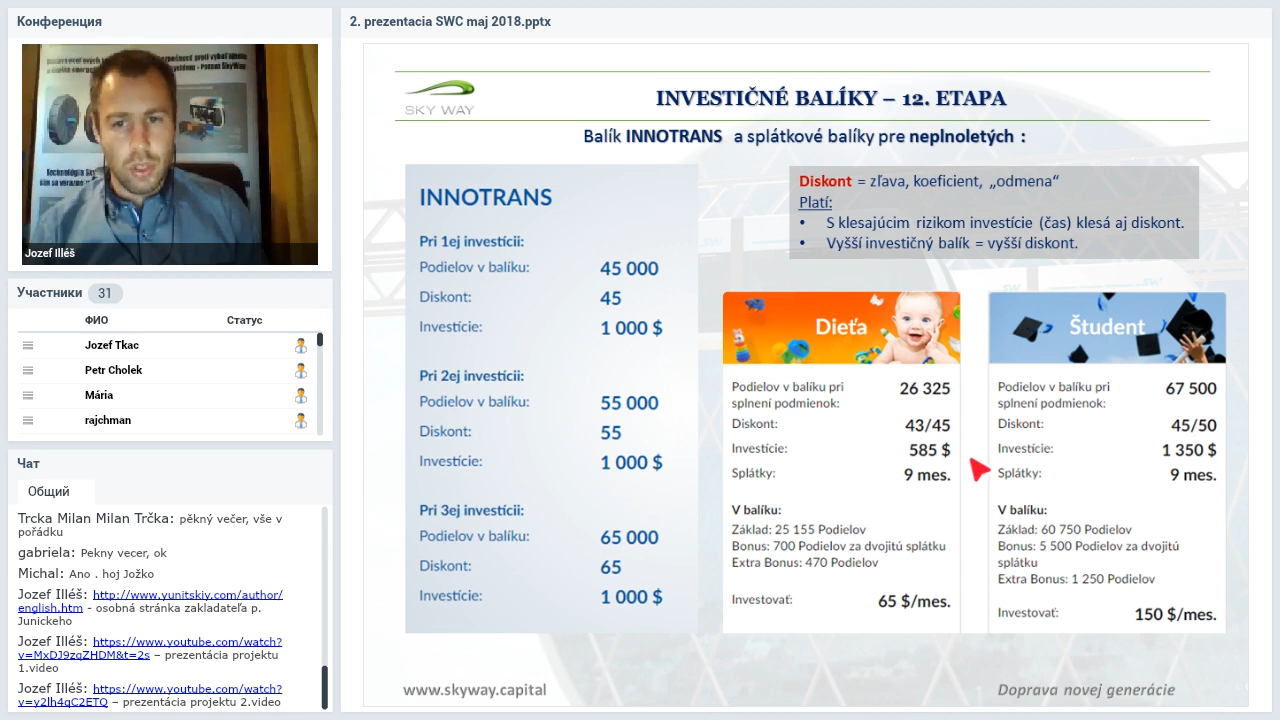 Конференция
Jozef Illéš
Участники 31
ФИО Статус
Jozef Tkac
Petr Cholek
Mária
rajchman
Чат
Общий
Trcka Milan Milan Trčka: pěkný večer, vše v
pořádku
gabriela: Pekny vecer, ok
Michal: Ano . hoj Jožko
Jozef Illéš: http://www.yunitskiy.com/author/
english.htm - osobná stránka zakladateľa p.
Junickeho
Jozef Illéš: https://www.youtube.com/watch?
v=MxDJ9zqZHDM&t=2s – prezentácia projektu
1.video
Jozef Illéš: https://www.youtube.com/watch?
v=y2lh4qC2ETQ – prezentácia projektu 2.video
2. prezentacia SWC maj 2018.pptx
SKY WAY
INVESTIČNÉ BALÍKY – 12. ETAPA
Balík INNOTRANS a splátkové balíky pre neplnoletých :
INNOTRANS
Pri 1ej investícii:
Podielov v balíku: 45 000
Diskont: 45
Investície: 1 000 $
Pri 2ej investícii:
Podielov v balíku: 55 000
Diskont: 55
Investície: 1 000 $
Pri 3ej investícii:
Podielov v balíku: 65 000
Diskont: 65
Investície: 1 000 $
Diskont = zľava, koeficient, „odmena“
Platí:
• S klesajúcim rizikom investície (čas) klesá aj diskont.
• Vyšší investičný balík = vyšší diskont.
Dieťa
Podielov v balíku pri
splnení podmienok: 26 325
Diskont: 43/45
Investície: 585 $
Splátky: 9 mes.
V balíku:
Základ: 25 155 Podielov
Bonus: 700 Podielov za dvojitú splátku
Extra Bonus: 470 Podielov
Investovať: 65 $/mes.
Študent
Podielov v balíku pri
splnení podmienok: 67 500
Diskont: 45/50
Investície: 1 350 $
Splátky: 9 mes.
V balíku:
Základ: 60 750 Podielov
Bonus: 5 500 Podielov za dvojitú
splátku
Extra Bonus: 1 250 Podielov
Investovať: 150 $/mes.
www.skyway.capital
Doprava novej generácie